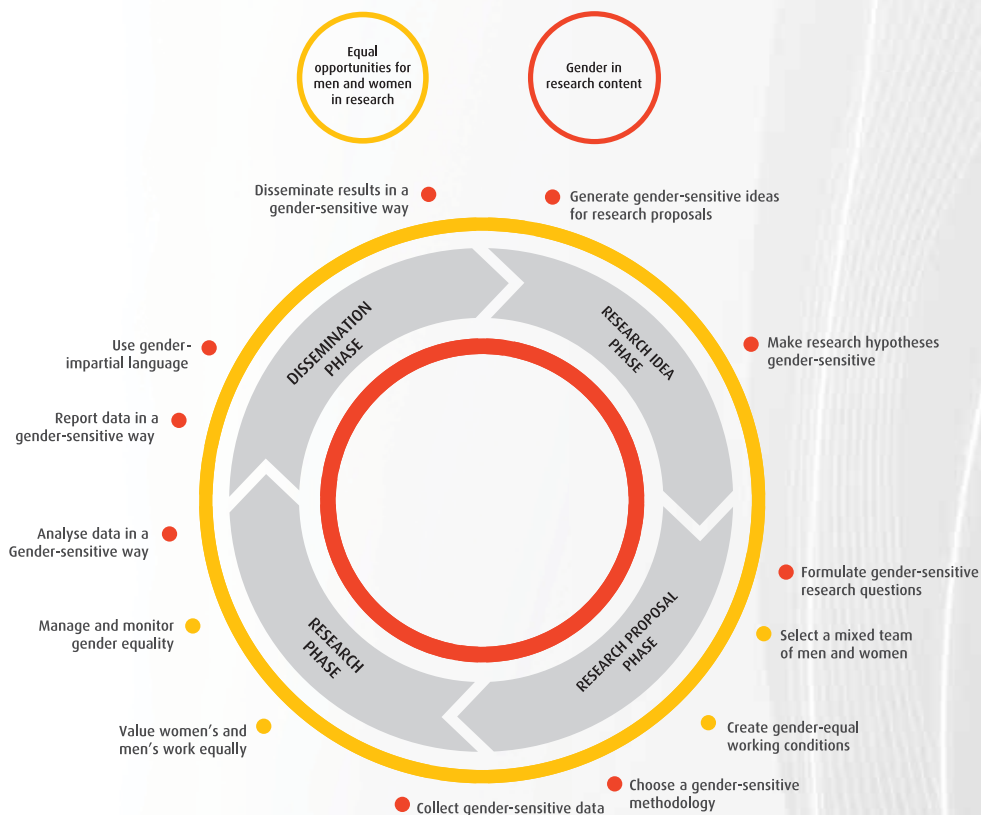 Equal
opportunities for
men and women
in research
Gender in
research content
Disseminate results in a
gender-sensitive way
Generate gender-sensitive ideas
for research proposals
DISSEMINATION
PHASE
RESEARCH IDEA
PHASE
Use gender-
impartial language
Make research hypotheses
gender-sensitive
Report data in a
gender-sensitive way
Analyse data in a
Gender-sensitive way
Formulate gender-sensitive
research questions
Manage and monitor
gender equality
Select a mixed team
of men and women
RESEARCH
PHASE
RESEARCH PROPOSAL
PHASE
Value women's and
men's work equally
Create gender-equal
working conditions
Choose a gender-sensitive
methodology
Collect gender-sensitive data